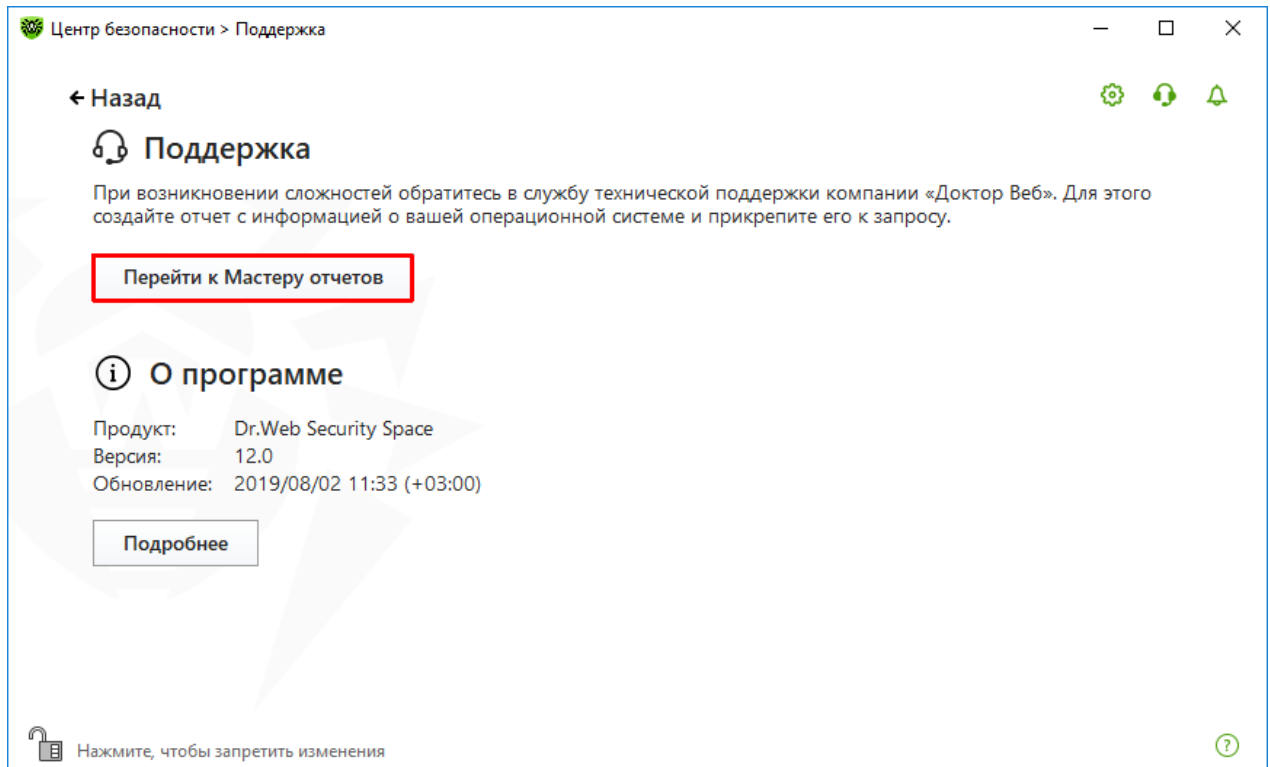 Центр безопасности > Поддержка
Назад
Поддержка
При возникновении сложностей обратитесь в службу технической поддержки компании «Доктор Веб». Для этого
создайте отчет с информацией о вашей операционной системе и прикрепите его к запросу.
Перейти к Мастеру отчетов
О программе
Продукт: Dr.Web Security Space
Версия: 12.0
Обновление: 2019/08/02 11:33 (+03:00)
Подробнее
Нажмите, чтобы запретить изменения